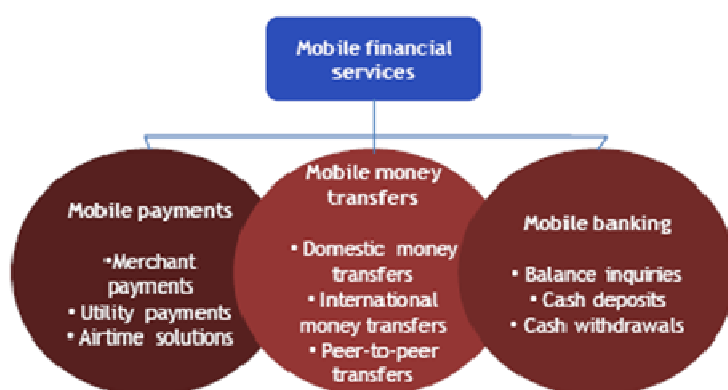 Mobile financial
services
Mobile payments
•Merchant
payments
• Utility payments
• Airtime solutions
Mobile money
transfers
• Domestic money
transfers
• International
money transfers
• Peer-to-peer
transfers
Mobile banking
• Balance inquiries
• Cash deposits
• Cash withdrawals